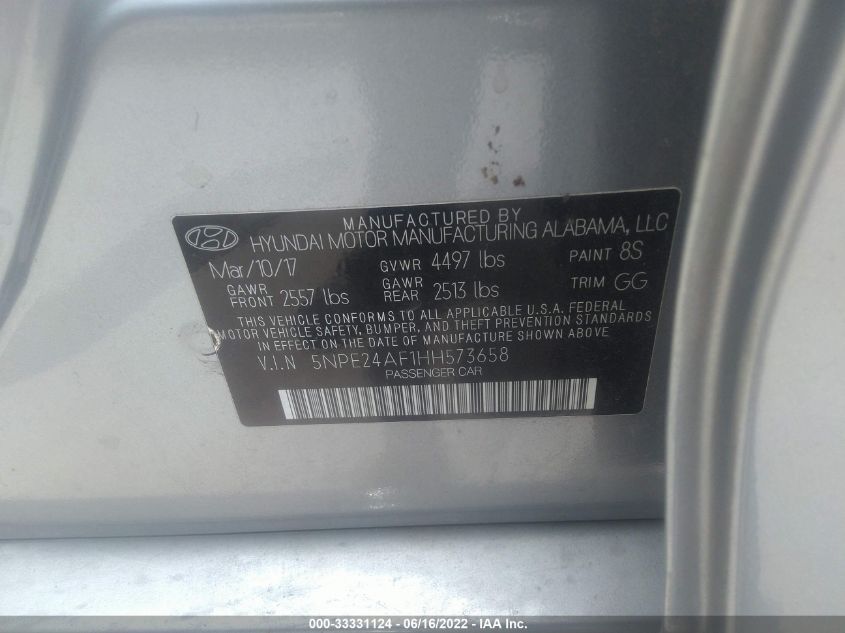 MANUFACTURED BY
HYUNDAI MOTOR MANUFACTURING ALABAMA, LLC
Mar/10/17 GVWR 4497 lbs PAINT 8S
GAWR FRONT 2557 lbs GAWR REAR 2513 lbs TRIM GG
THIS VEHICLE CONFORMS TO ALL APPLICABLE U.S.A. FEDERAL
MOTOR VEHICLE SAFETY, BUMPER, AND THEFT PREVENTION STANDARDS
IN EFFECT ON THE DATE OF MANUFACTURE SHOWN ABOVE
V.I.N 5NPE24AF1HH573658
PASSENGER CAR
000-33331124 - 06/16/2022 - IAA Inc.